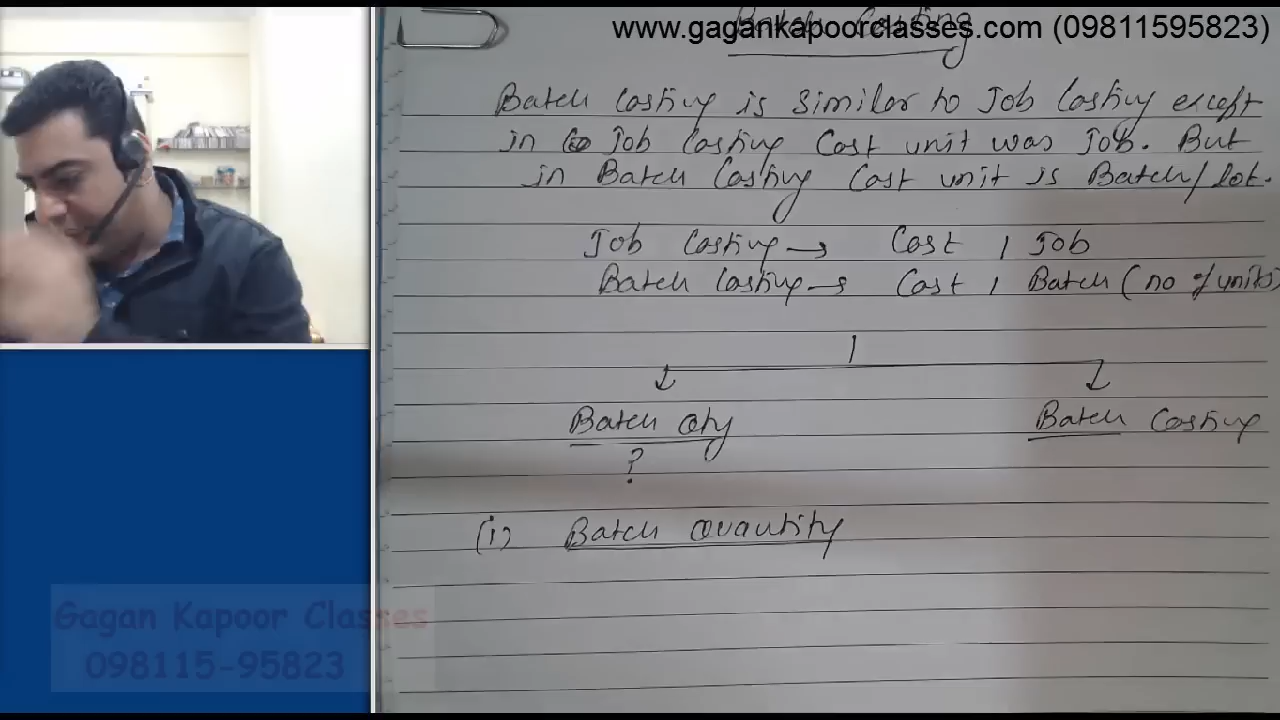 www.gagankapoorclasses.com (09811595823)
Batch Costing
Batch Costing is similar to Job Costing except
in Job Costing Cost unit was Job. But
in Batch Costing Cost unit is Batch/lot.
Job Costing → Cost / Job
Batch Costing → Cost / Batch (no of units)
Batch Qty
?
Batch Costing
(i) Batch Quantity
Gagan Kapoor Classes
098115-95823